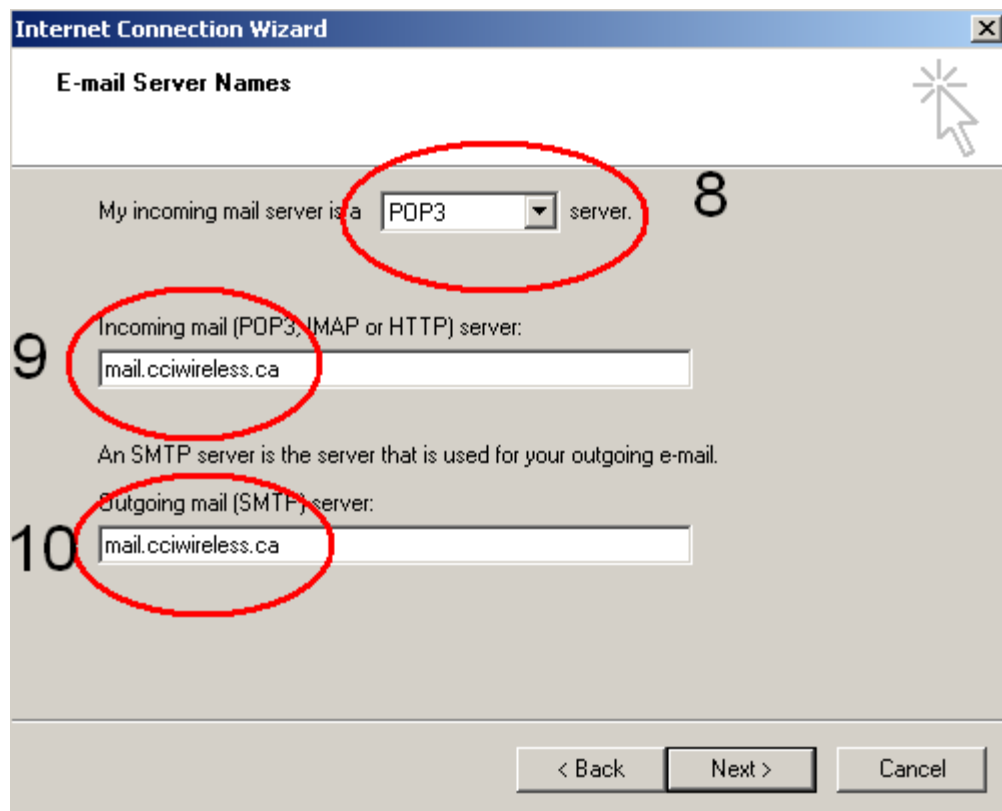 Internet Connection Wizard
E-mail Server Names
My incoming mail server is a POP3 server.
8
Incoming mail (POP3, IMAP or HTTP) server:
9
mail.cciwireless.ca
An SMTP server is the server that is used for your outgoing e-mail.
Outgoing mail (SMTP) server:
10
mail.cciwireless.ca
< Back Next > Cancel